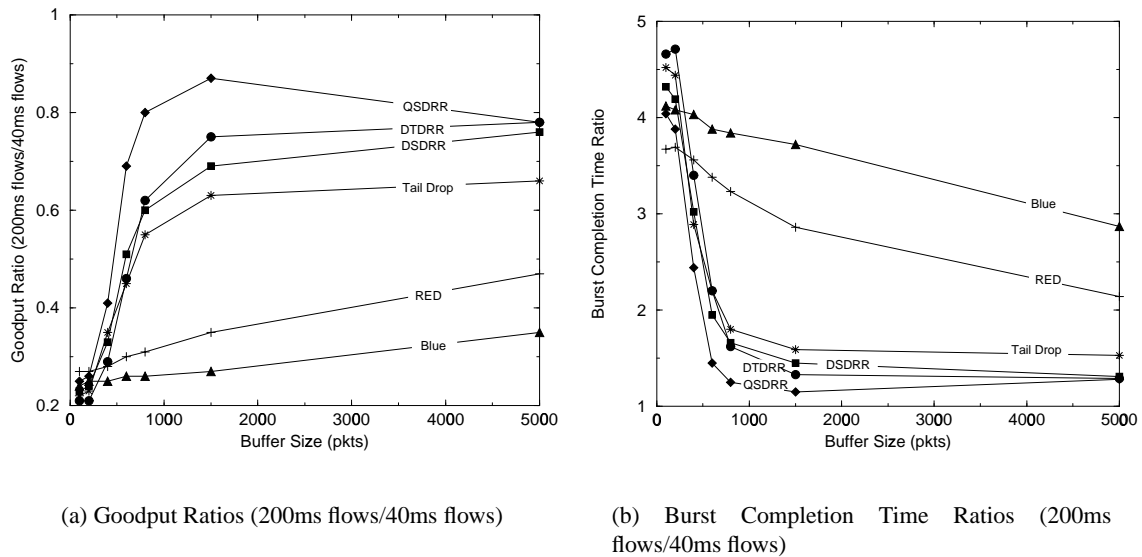 Goodput Ratio (200ms flows/40ms flows)
1
0.8
0.6
0.4
0.2
0 1000 2000 3000 4000 5000
Buffer Size (pkts)
QSDRR
DTDRR
DSDRR
Tail Drop
RED
Blue
Burst Completion Time Ratio
5
4
3
2
1
0 1000 2000 3000 4000 5000
Buffer Size (pkts)
Blue
RED
Tail Drop
DTDRR
DSDRR
QSDRR
(a) Goodput Ratios (200ms flows/40ms flows)
(b) Burst Completion Time Ratios (200ms
flows/40ms flows)